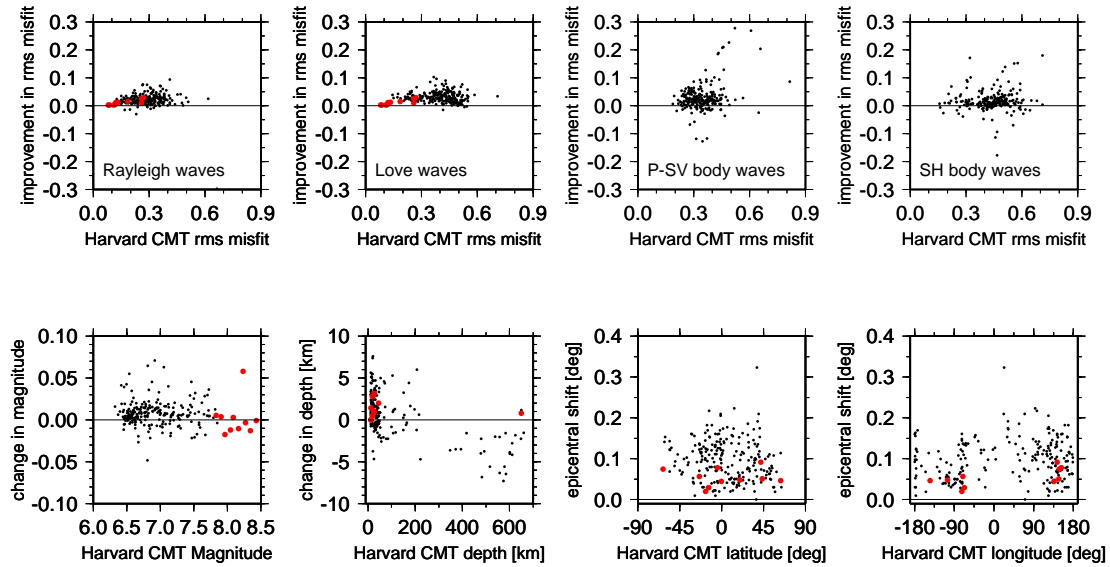 improvement in rms misfit
0.3
0.2
0.1
0.0
-0.1
-0.2
-0.3
Rayleigh waves
0.0 0.3 0.6 0.9
Harvard CMT rms misfit
improvement in rms misfit
0.3
0.2
0.1
0.0
-0.1
-0.2
-0.3
Love waves
0.0 0.3 0.6 0.9
Harvard CMT rms misfit
improvement in rms misfit
0.3
0.2
0.1
0.0
-0.1
-0.2
-0.3
P-SV body waves
0.0 0.3 0.6 0.9
Harvard CMT rms misfit
improvement in rms misfit
0.3
0.2
0.1
0.0
-0.1
-0.2
-0.3
SH body waves
0.0 0.3 0.6 0.9
Harvard CMT rms misfit
change in magnitude
0.10
0.05
0.00
-0.05
-0.10
6.0 6.5 7.0 7.5 8.0 8.5
Harvard CMT Magnitude
change in depth [km]
10
5
0
-5
-10
0 200 400 600
Harvard CMT depth [km]
epicentral shift [deg]
0.4
0.3
0.2
0.1
0.0
-90 -45 0 45 90
Harvard CMT latitude [deg]
epicentral shift [deg]
0.4
0.3
0.2
0.1
0.0
-180 -90 0 90 180
Harvard CMT longitude [deg]